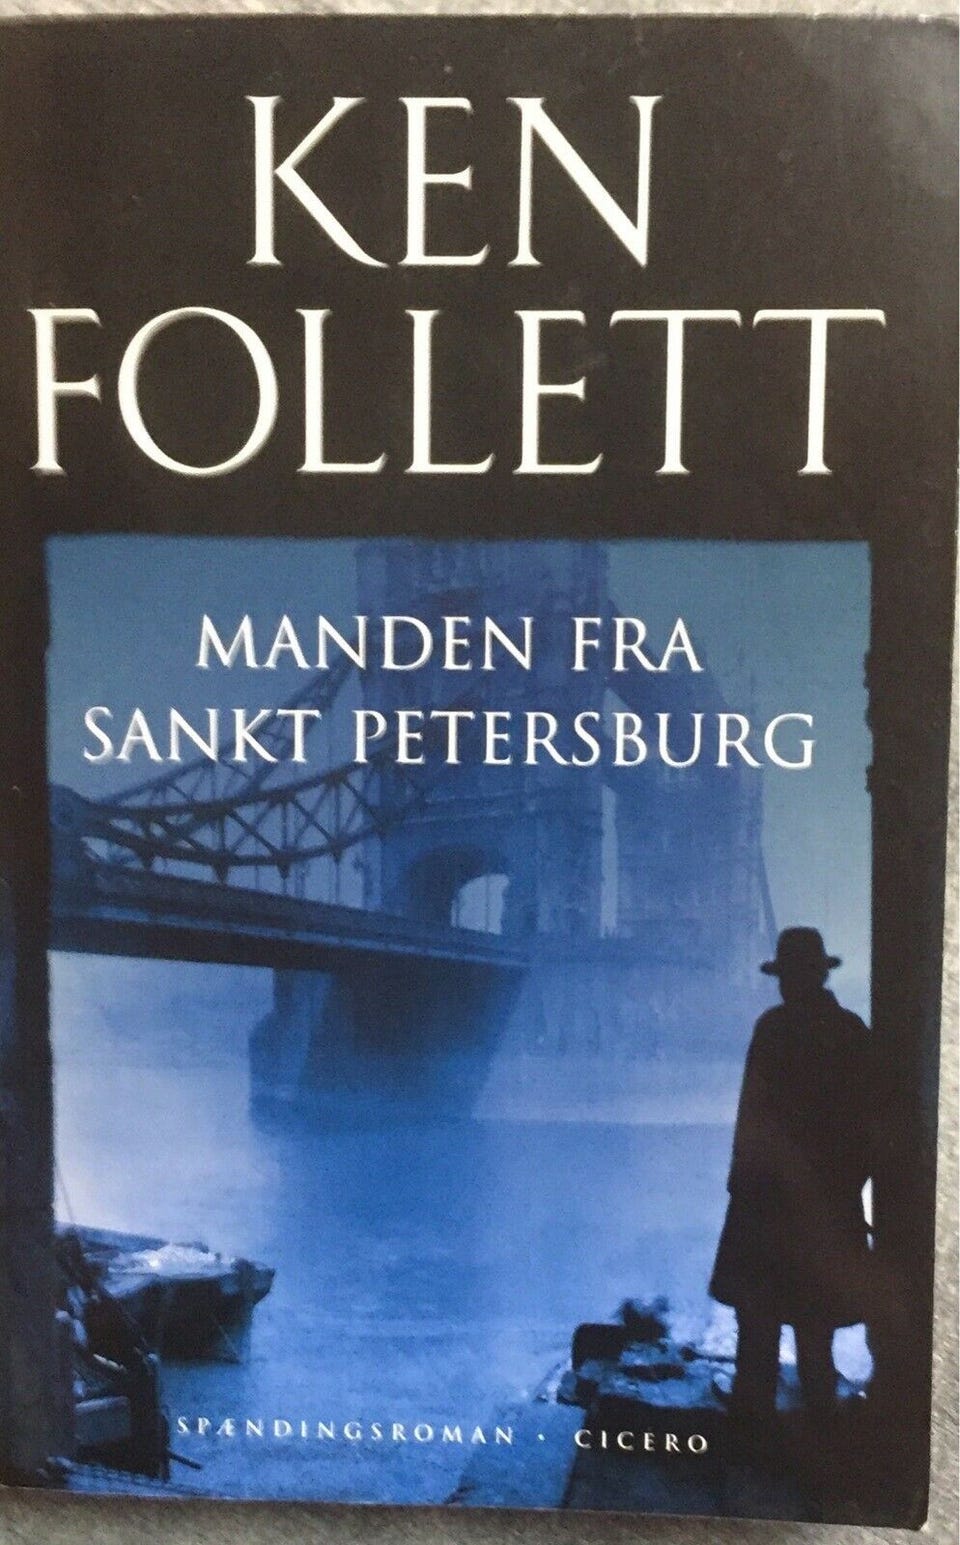 KEN
FOLLETT
MANDEN FRA
SANKT PETERSBURG
SPÆNDINGSROMAN · CICERO